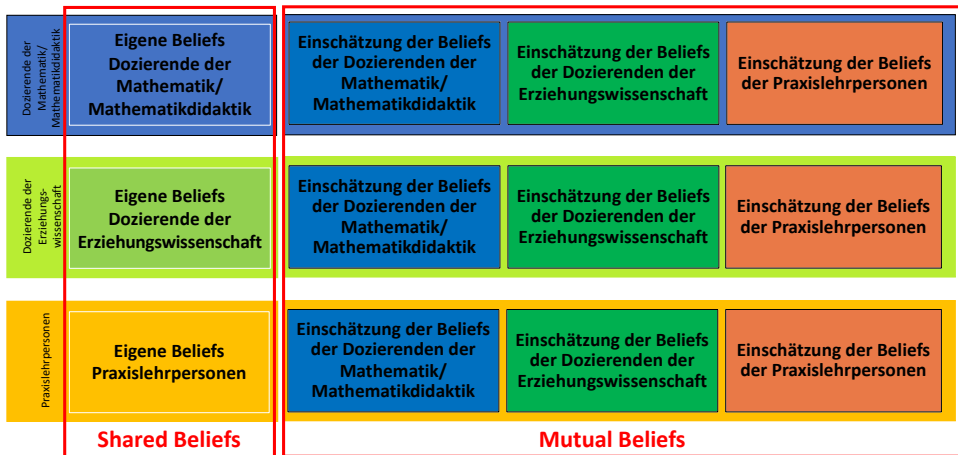 Dozierende der
Mathematik/
Mathematikdidaktik
Eigene Beliefs
Dozierende der
Mathematik/
Mathematikdidaktik
Einschätzung der Beliefs
der Dozierenden der
Mathematik/
Mathematikdidaktik
Einschätzung der Beliefs
der Dozierenden der
Erziehungswissenschaft
Einschätzung der Beliefs
der Praxislehrpersonen
Dozierende der
Erziehungs-
wissenschaft
Eigene Beliefs
Dozierende der
Erziehungswissenschaft
Einschätzung der Beliefs
der Dozierenden der
Mathematik/
Mathematikdidaktik
Einschätzung der Beliefs
der Dozierenden der
Erziehungswissenschaft
Einschätzung der Beliefs
der Praxislehrpersonen
Praxislehrpersonen
Eigene Beliefs
Praxislehrpersonen
Einschätzung der Beliefs
der Dozierenden der
Mathematik/
Mathematikdidaktik
Einschätzung der Beliefs
der Dozierenden der
Erziehungswissenschaft
Einschätzung der Beliefs
der Praxislehrpersonen
Shared Beliefs
Mutual Beliefs